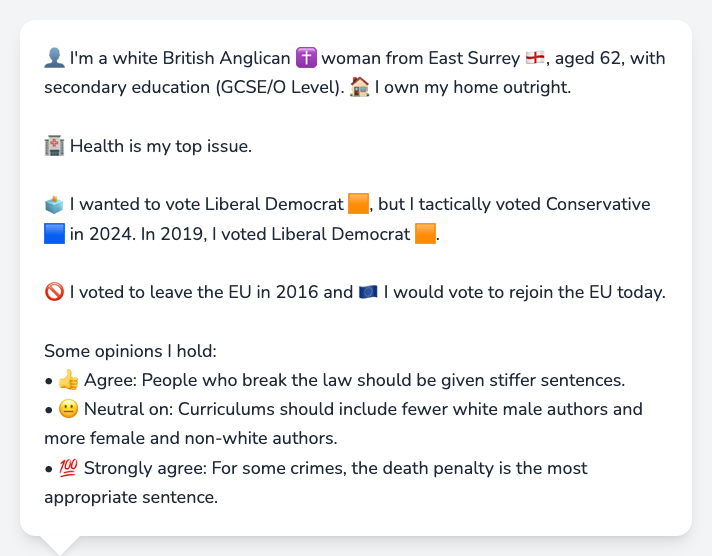 👤 I'm a white British Anglican ✝️ woman from East Surrey 🏴󠁧󠁢󠁥󠁮󠁧󠁿, aged 62, with
secondary education (GCSE/O Level). 🏠 I own my home outright.
🏥 Health is my top issue.
🗳️ I wanted to vote Liberal Democrat 🟧, but I tactically voted Conservative
🟦 in 2024. In 2019, I voted Liberal Democrat 🟧.
🚫 I voted to leave the EU in 2016 and 🇪🇺 I would vote to rejoin the EU today.
Some opinions I hold:
• 👍 Agree: People who break the law should be given stiffer sentences.
• 😐 Neutral on: Curriculums should include fewer white male authors and
more female and non-white authors.
• 💯 Strongly agree: For some crimes, the death penalty is the most
appropriate sentence.